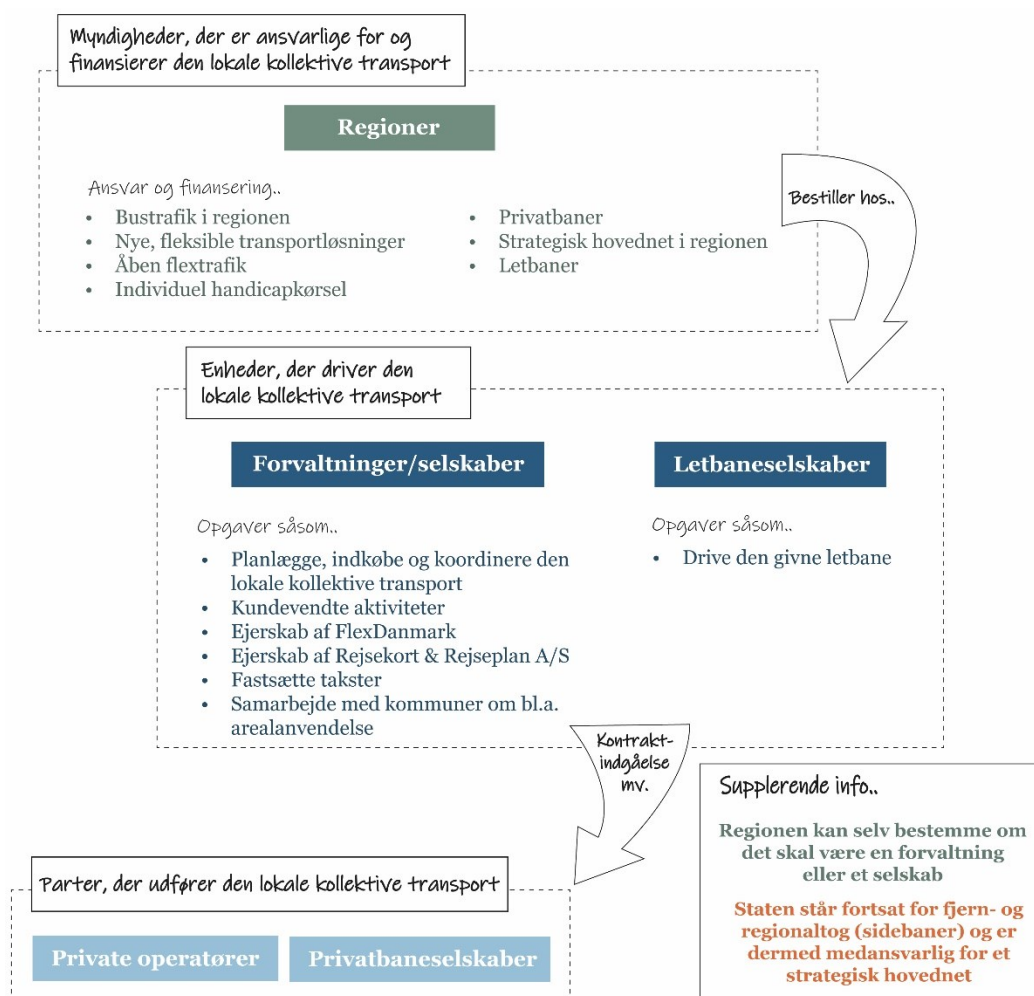 Myndigheder, der er ansvarlige for og
finansierer den lokale kollektive transport
Regioner
Ansvar og finansering..
• Bustrafik i regionen
• Nye, fleksible transportløsninger
• Åben flextrafik
• Individuel handicapkørsel
• Privatbaner
• Strategisk hovednet i regionen
• Letbaner
Bestiller hos..
Enheder, der driver den
lokale kollektive transport
Forvaltninger/selskaber
Opgaver såsom..
• Planlægge, indkøbe og koordinere den
lokale kollektive transport
• Kundevendte aktiviteter
• Ejerskab af FlexDanmark
• Ejerskab af Rejsekort & Rejseplan A/S
• Fastsætte takster
• Samarbejde med kommuner om bl.a.
arealanvendelse
Letbaneselskaber
Opgaver såsom..
• Drive den givne letbane
Kontrakt-
indgåelse
mv.
Supplerende info..
Regionen kan selv bestemme om
det skal være en forvaltning
eller et selskab
Staten står fortsat for fjern- og
regionaltog (sidebaner) og er
dermed medansvarlig for et
strategisk hovednet
Parter, der udfører den lokale kollektive transport
Private operatører
Privatbaneselskaber